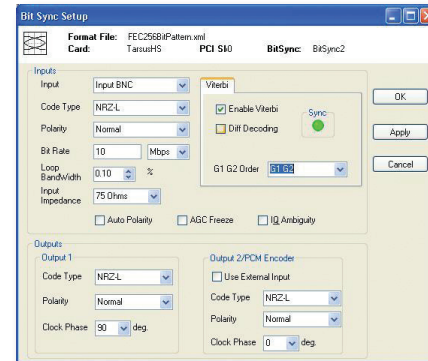 Bit Sync Setup
Format File: FEC256BitPattern.xml
Card: TarsusHS PCI Slot: 0 BitSync: BitSync2
Inputs
Input Input BNC
Code Type NRZ-L
Polarity Normal
Bit Rate 10 Mbps
Loop BandWidth 0.10 %
Input Impedance 75 Ohms
Viterbi
Enable Viterbi
Diff Decoding
Sync
G1 G2 Order G1 G2
Auto Polarity AGC Freeze IQ Ambiguity
OK
Apply
Cancel
Outputs
Output 1
Code Type NRZ-L
Polarity Normal
Clock Phase 90 deg.
Output 2/PCM Encoder
Use External Input
Code Type NRZ-L
Polarity Normal
Clock Phase 0 deg.